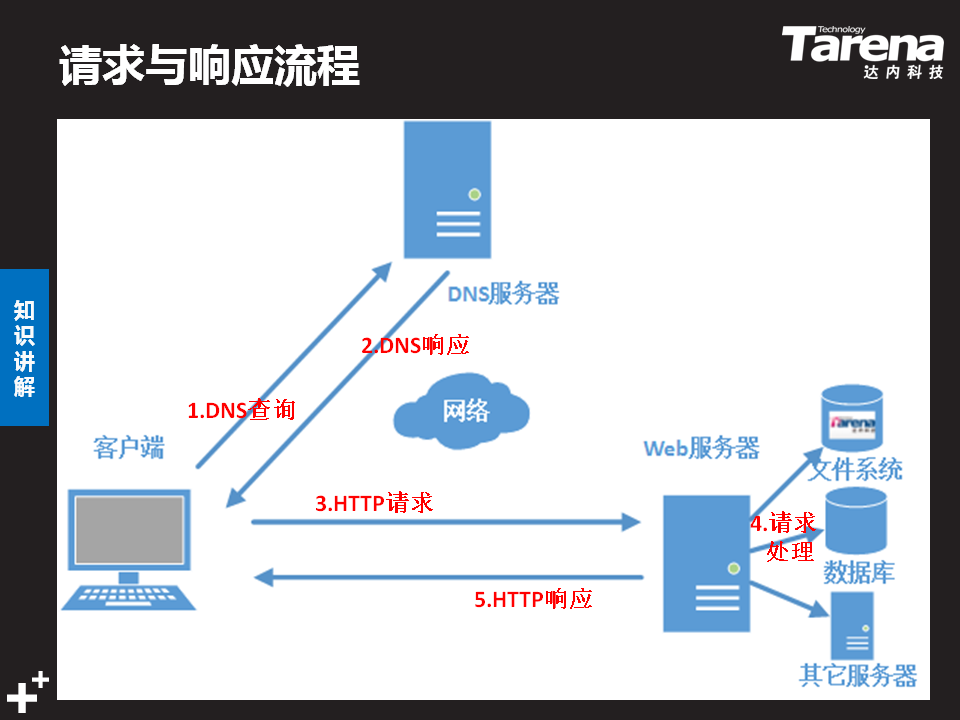 请求与响应流程
Technology
Tarena
达内科技
知识讲解
DNS服务器
2.DNS响应
1.DNS查询
网络
客户端
Web服务器
Tarena
文件系统
3.HTTP请求
4.请求
处理
数据库
5.HTTP响应
其它服务器